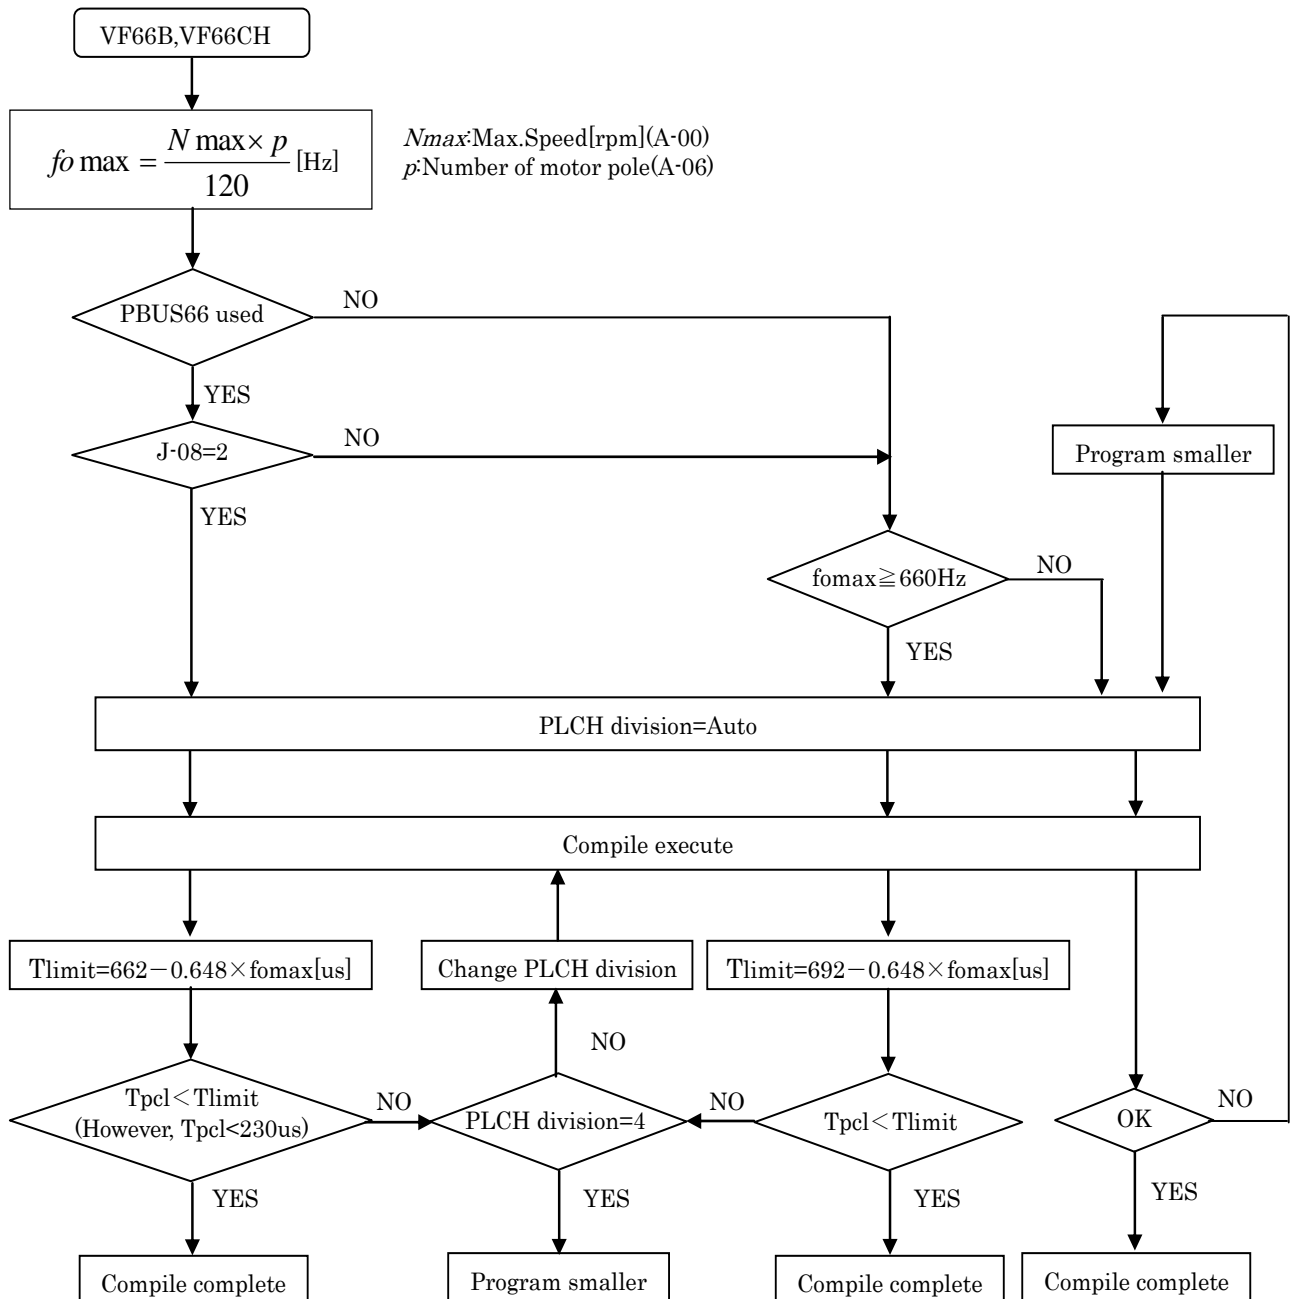 VF66B,VF66CH
fo max = N max × p / 120 [Hz]
Nmax:Max.Speed[rpm](A-00)
p:Number of motor pole(A-06)
PBUS66 used
NO
YES
J-08=2
NO
YES
Program smaller
fomax≧660Hz
NO
YES
PLCH division=Auto
Compile execute
Tlimit=662−0.648×fomax[us]
Change PLCH division
Tlimit=692−0.648×fomax[us]
NO
Tpcl<Tlimit
(However, Tpcl<230us)
NO
PLCH division=4
NO
Tpcl<Tlimit
OK
NO
YES
YES
YES
YES
Compile complete
Program smaller
Compile complete
Compile complete